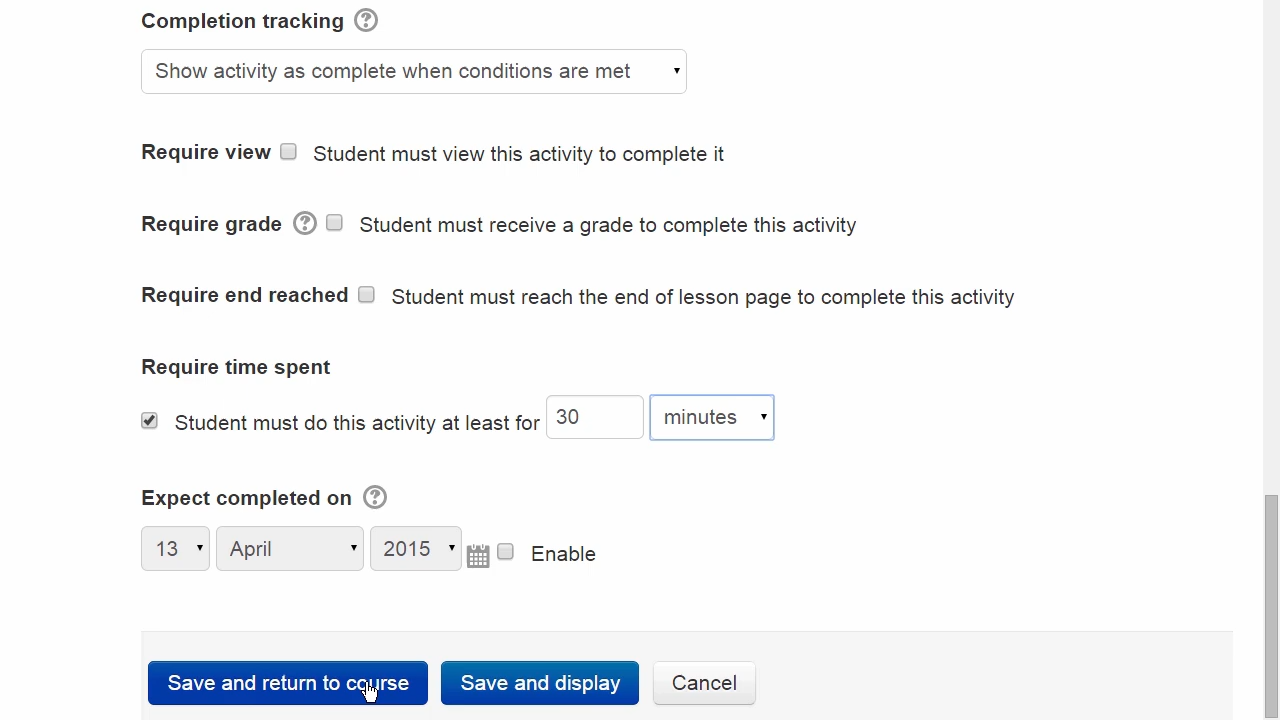 Completion tracking ?
Show activity as complete when conditions are met
Require view Student must view this activity to complete it
Require grade ? Student must receive a grade to complete this activity
Require end reached Student must reach the end of lesson page to complete this activity
Require time spent
Student must do this activity at least for 30 minutes
Expect completed on ?
13 April 2015 Enable
Save and return to course Save and display Cancel